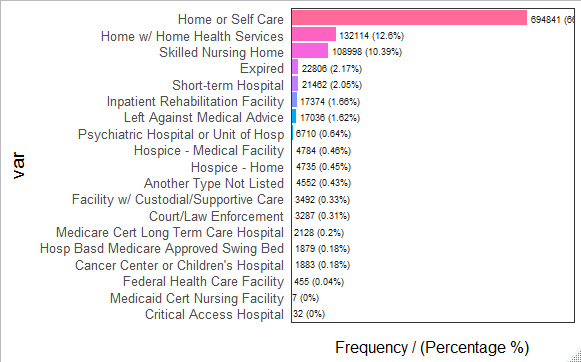 Home or Self Care 694841 (66
Home w/ Home Health Services 132114 (12.6%)
Skilled Nursing Home 108998 (10.39%)
Expired 22806 (2.17%)
Short-term Hospital 21462 (2.05%)
Inpatient Rehabilitation Facility 17374 (1.66%)
Left Against Medical Advice 17036 (1.62%)
Psychiatric Hospital or Unit of Hosp 6710 (0.64%)
Hospice - Medical Facility 4784 (0.46%)
Hospice - Home 4735 (0.45%)
Another Type Not Listed 4552 (0.43%)
Facility w/ Custodial/Supportive Care 3492 (0.33%)
Court/Law Enforcement 3287 (0.31%)
Medicare Cert Long Term Care Hospital 2128 (0.2%)
Hosp Basd Medicare Approved Swing Bed 1879 (0.18%)
Cancer Center or Children's Hospital 1883 (0.18%)
Federal Health Care Facility 455 (0.04%)
Medicaid Cert Nursing Facility 7 (0%)
Critical Access Hospital 32 (0%)
var
Frequency / (Percentage %)